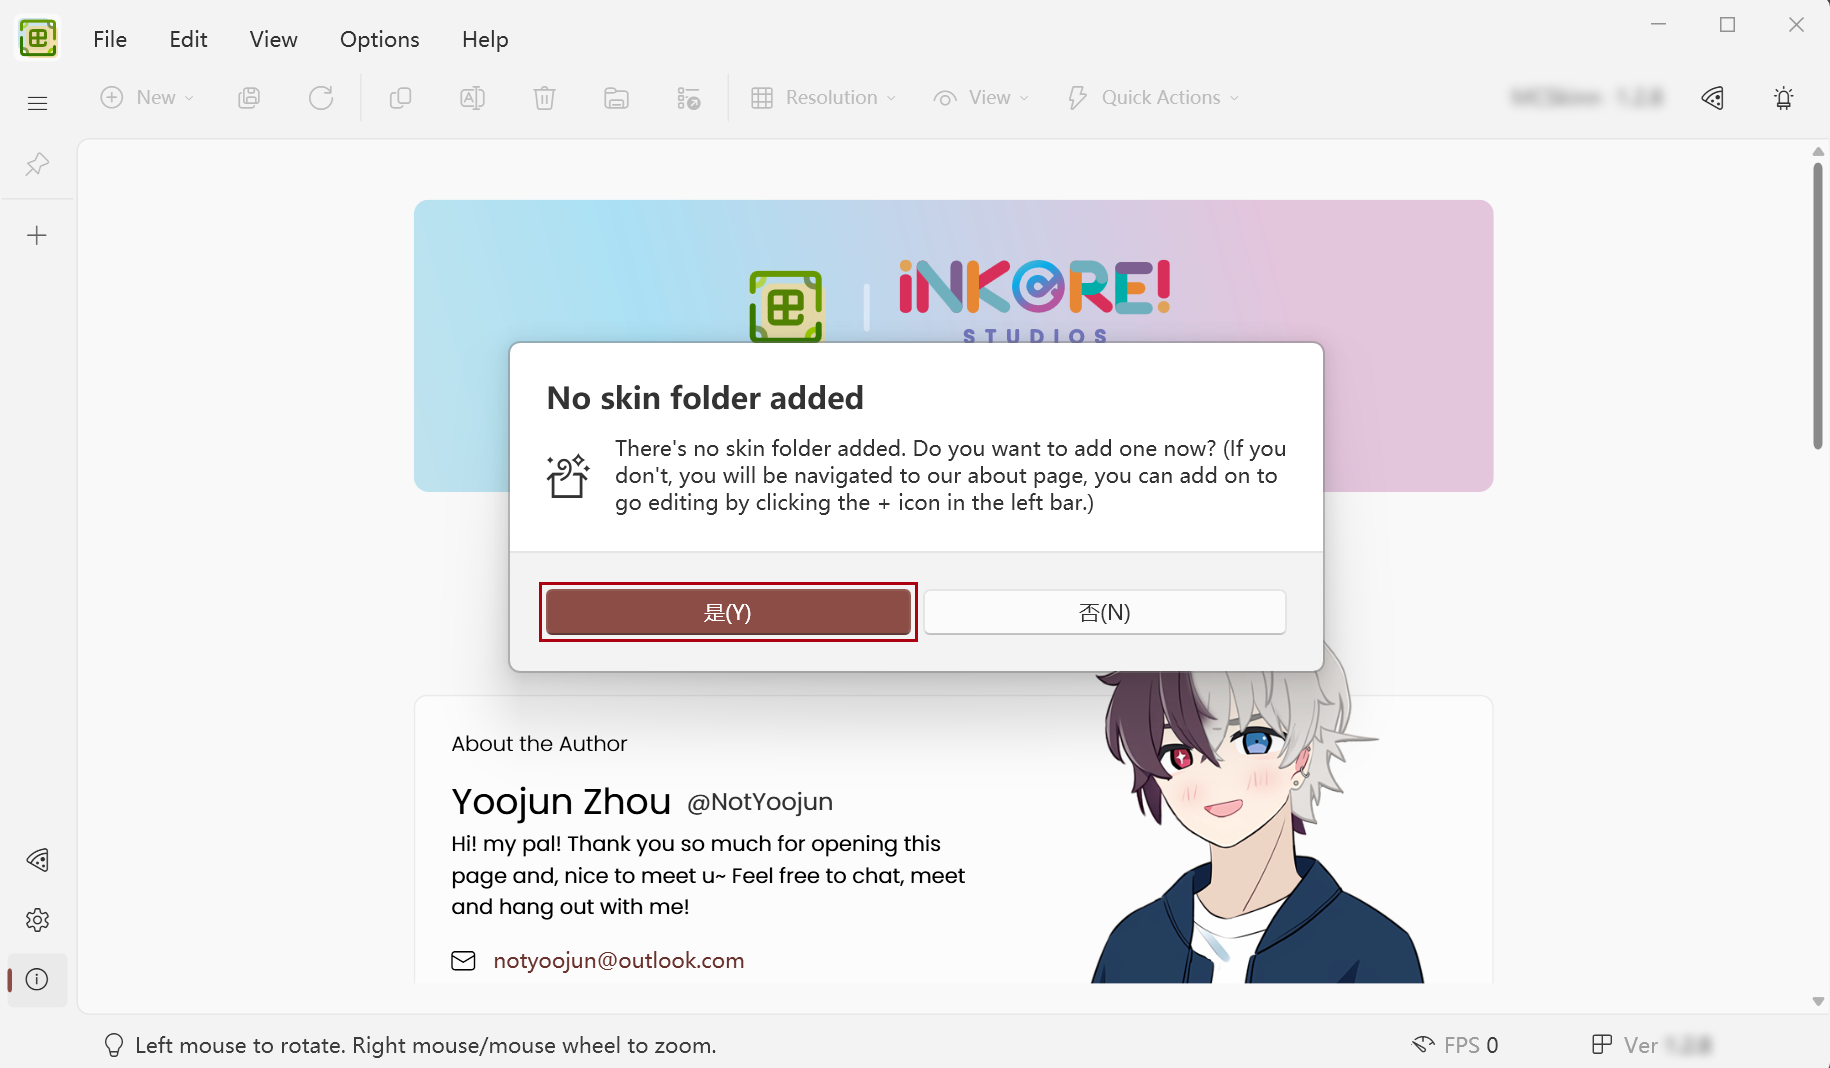 File Edit View Options Help
New Resolution View Quick Actions
iNKORE!
STUDIOS
No skin folder added
There's no skin folder added. Do you want to add one now? (If you
don't, you will be navigated to our about page, you can add on to
go editing by clicking the + icon in the left bar.)
是(Y) 否(N)
About the Author
Yoojun Zhou @NotYoojun
Hi! my pal! Thank you so much for opening this
page and, nice to meet u~ Feel free to chat, meet
and hang out with me!
notyoojun@outlook.com
Left mouse to rotate. Right mouse/mouse wheel to zoom. FPS 0 Ver